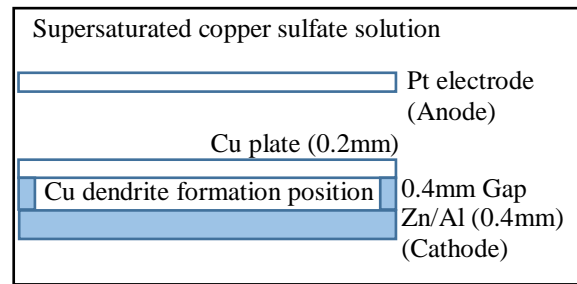 Supersaturated copper sulfate solution
Pt electrode
(Anode)
Cu plate (0.2mm)
Cu dendrite formation position
0.4mm Gap
Zn/Al (0.4mm)
(Cathode)